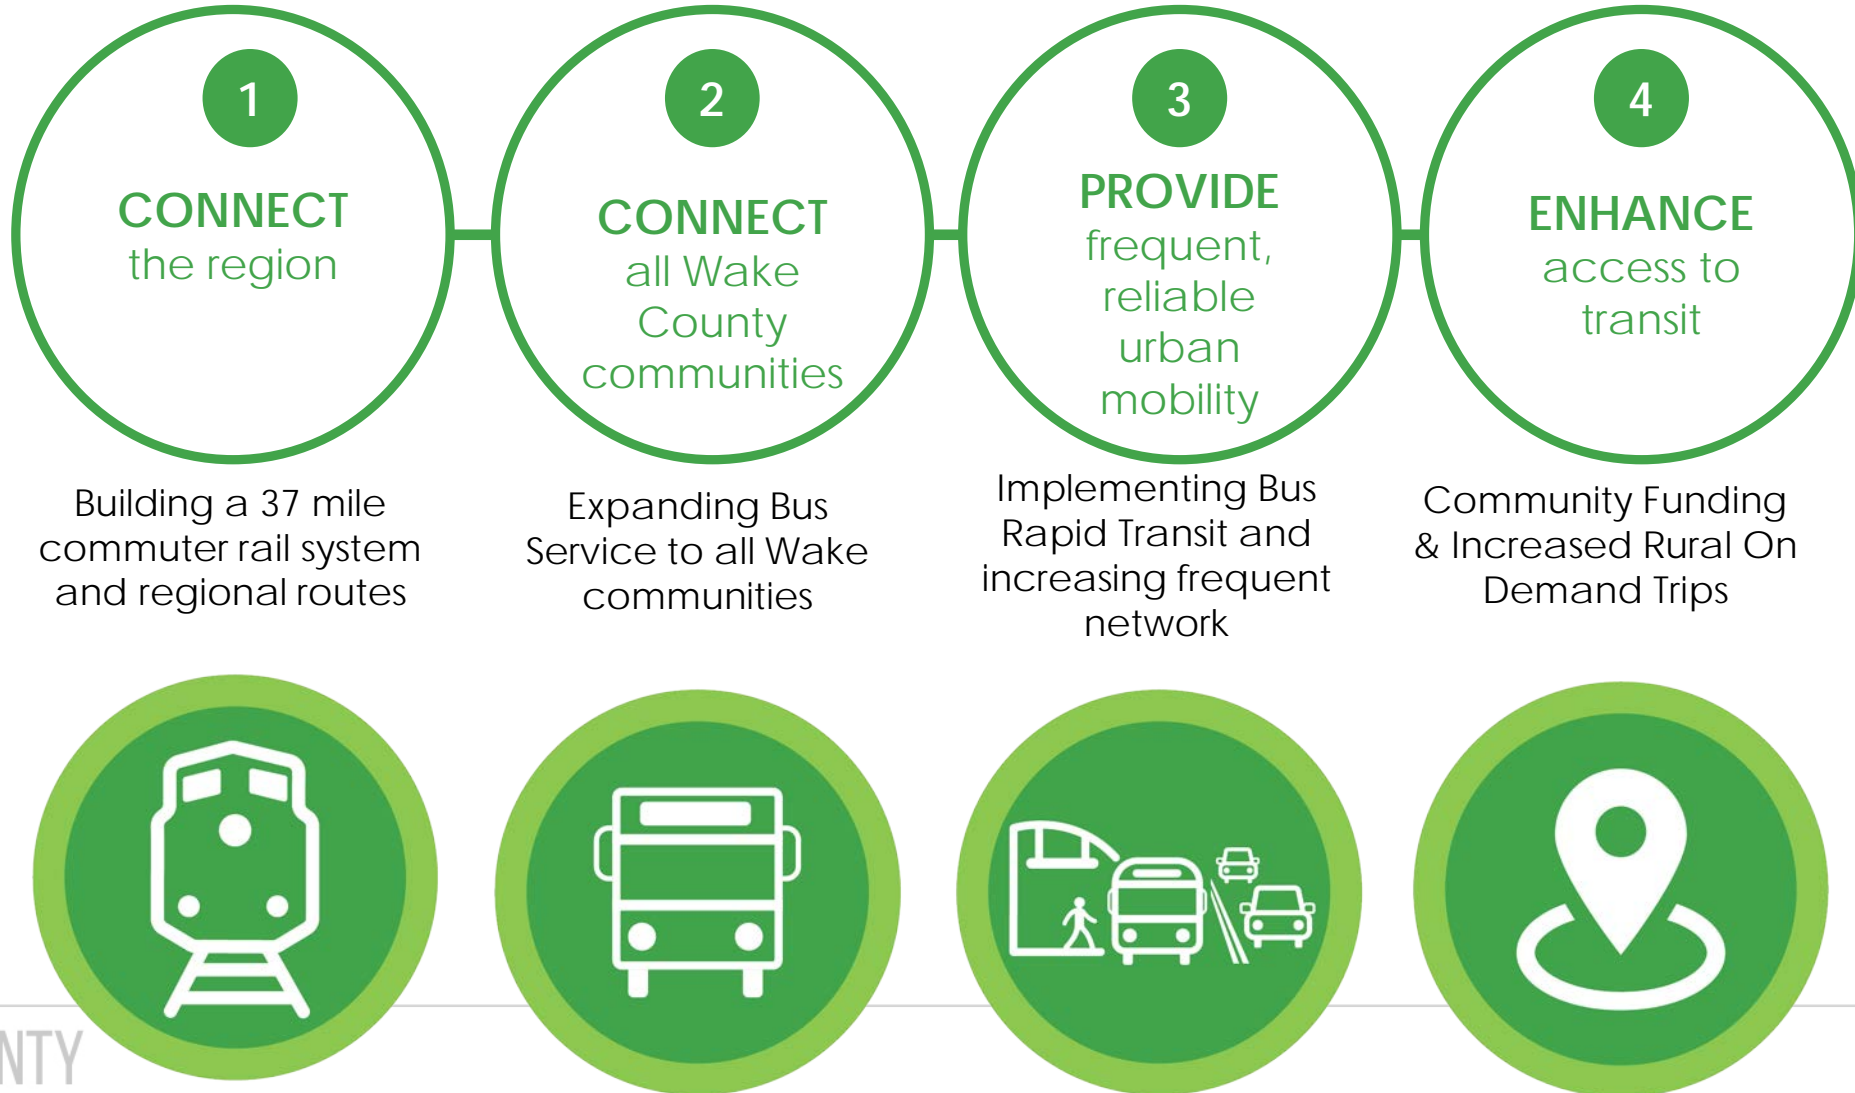 1
CONNECT
the region
Building a 37 mile
commuter rail system
and regional routes
2
CONNECT
all Wake
County
communities
Expanding Bus
Service to all Wake
communities
3
PROVIDE
frequent,
reliable
urban
mobility
Implementing Bus
Rapid Transit and
increasing frequent
network
4
ENHANCE
access to
transit
Community Funding
& Increased Rural On
Demand Trips
NTY